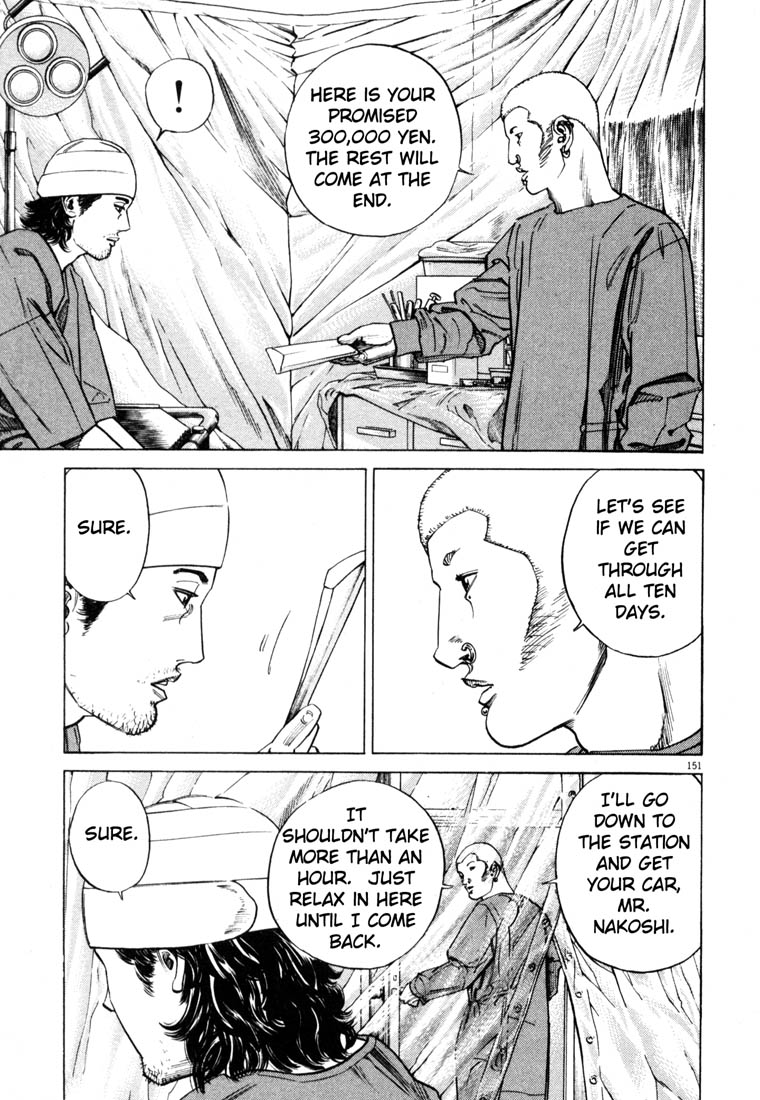 HERE IS YOUR
PROMISED
300,000 YEN.
THE REST WILL
COME AT THE
END.
!
LET'S SEE
IF WE CAN
GET
THROUGH
ALL TEN
DAYS.
SURE.
151
I'LL GO
DOWN TO
THE STATION
AND GET
YOUR CAR,
MR.
NAKOSHI.
IT
SHOULDN'T TAKE
MORE THAN AN
HOUR. JUST
RELAX IN HERE
UNTIL I COME
BACK.
SURE.